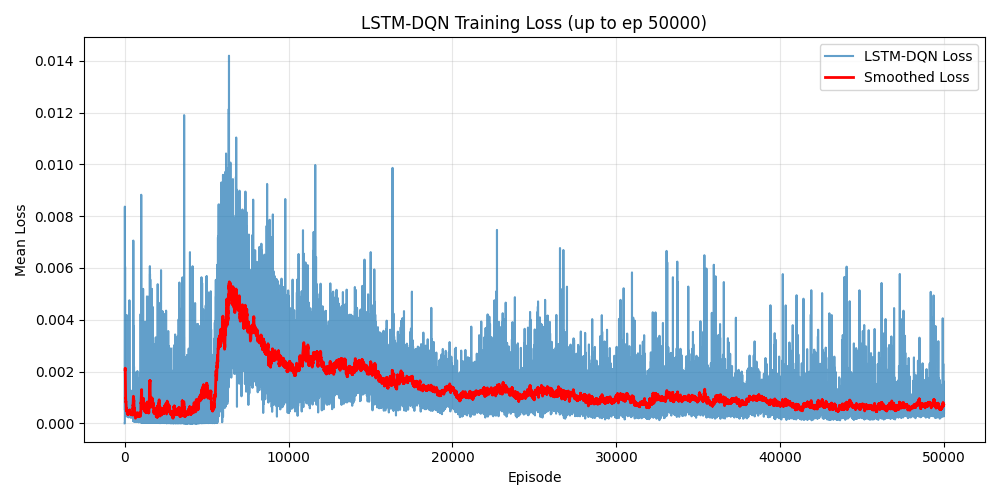 LSTM-DQN Training Loss (up to ep 50000)
LSTM-DQN Loss
Smoothed Loss
Mean Loss
0.014
0.012
0.010
0.008
0.006
0.004
0.002
0.000
0 10000 20000 30000 40000 50000
Episode